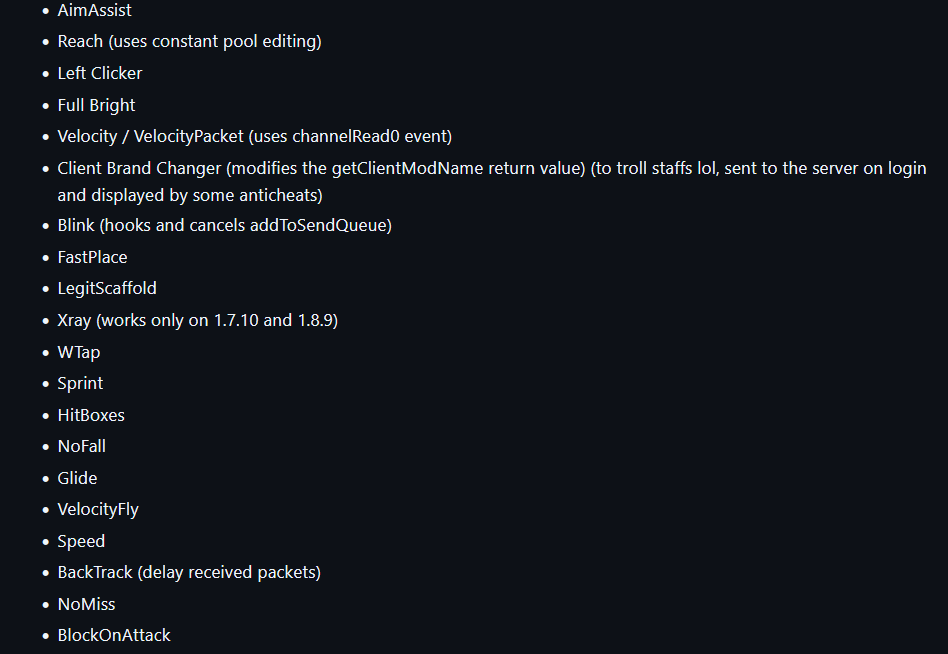 • AimAssist
• Reach (uses constant pool editing)
• Left Clicker
• Full Bright
• Velocity / VelocityPacket (uses channelRead0 event)
• Client Brand Changer (modifies the getClientModName return value) (to troll staffs lol, sent to the server on login
and displayed by some anticheats)
• Blink (hooks and cancels addToSendQueue)
• FastPlace
• LegitScaffold
• Xray (works only on 1.7.10 and 1.8.9)
• WTap
• Sprint
• HitBoxes
• NoFall
• Glide
• VelocityFly
• Speed
• BackTrack (delay received packets)
• NoMiss
• BlockOnAttack